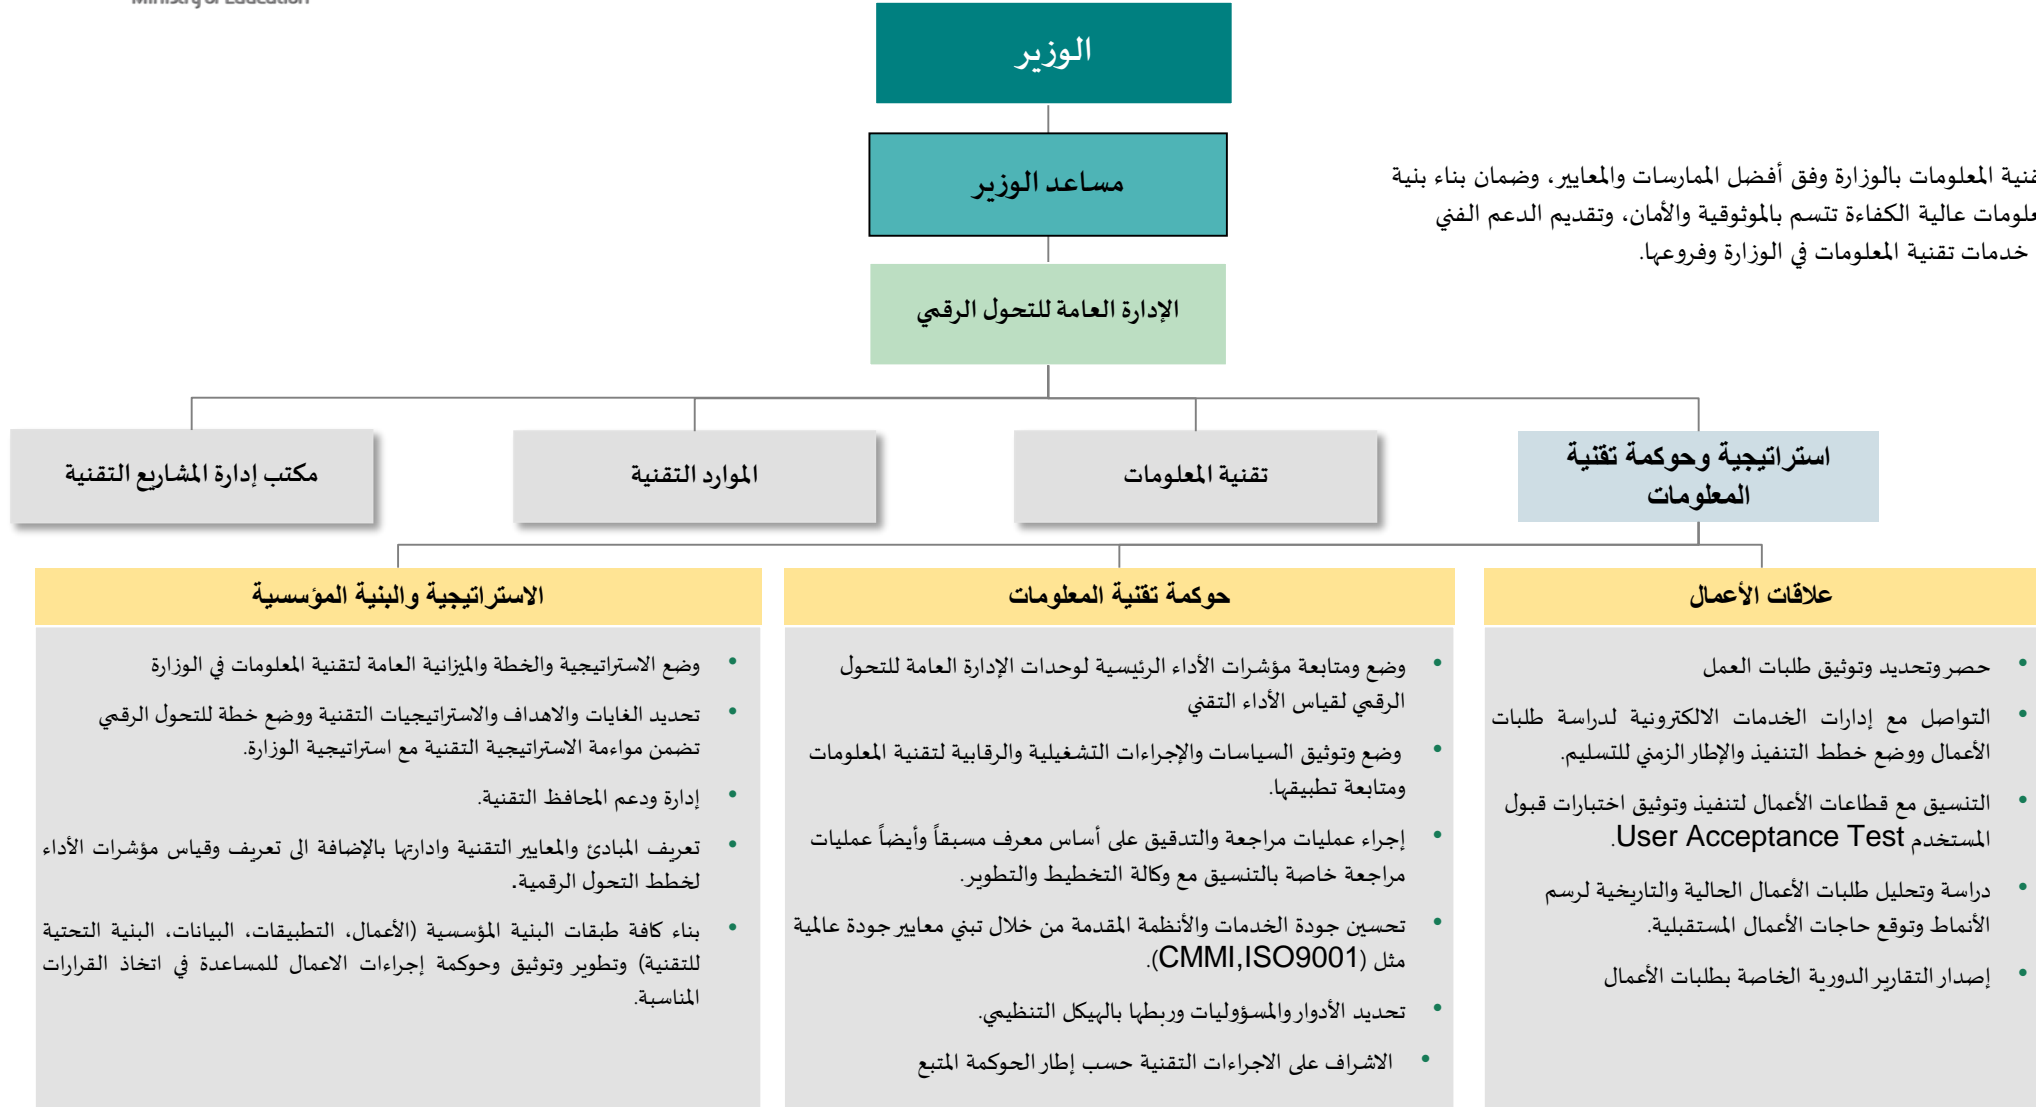 Ministry of Education
الوزير
مساعد الوزير
تقنية المعلومات بالوزارة وفق أفضل الممارسات والمعايير، وضمان بناء بنية
معلومات عالية الكفاءة تتسم بالموثوقية والأمان، وتقديم الدعم الفني
خدمات تقنية المعلومات في الوزارة وفروعها.
الإدارة العامة للتحول الرقمي
استراتيجية وحوكمة تقنية
المعلومات
تقنية المعلومات
الموارد التقنية
مكتب إدارة المشاريع التقنية
علاقات الأعمال
• حصر وتحديد وتوثيق طلبات العمل
• التواصل مع إدارات الخدمات الالكترونية لدراسة طلبات
الأعمال ووضع خطط التنفيذ والإطار الزمني للتسليم.
• التنسيق مع قطاعات الأعمال لتنفيذ وتوثيق اختبارات قبول
المستخدم User Acceptance Test.
• دراسة وتحليل طلبات الأعمال الحالية والتاريخية لرسم
الأنماط وتوقع حاجات الأعمال المستقبلية.
• إصدار التقارير الدورية الخاصة بطلبات الأعمال
حوكمة تقنية المعلومات
• وضع ومتابعة مؤشرات الأداء الرئيسية لوحدات الإدارة العامة للتحول
الرقمي لقياس الأداء التقني
• وضع وتوثيق السياسات والإجراءات التشغيلية والرقابية لتقنية المعلومات
ومتابعة تطبيقها.
• إجراء عمليات مراجعة والتدقيق على أساس معرف مسبقاً وأيضاً عمليات
مراجعة خاصة بالتنسيق مع وكالة التخطيط والتطوير.
• تحسين جودة الخدمات والأنظمة المقدمة من خلال تبني معايير جودة عالمية
مثل (CMMI,ISO9001).
• تحديد الأدوار والمسؤوليات وربطها بالهيكل التنظيمي.
• الاشراف على الاجراءات التقنية حسب إطار الحوكمة المتبع
الاستراتيجية والبنية المؤسسية
• وضع الاستراتيجية والخطة والميزانية العامة لتقنية المعلومات في الوزارة
• تحديد الغايات والاهداف والاستراتيجيات التقنية ووضع خطة للتحول الرقمي
تضمن مواءمة الاستراتيجية التقنية مع استراتيجية الوزارة.
• إدارة ودعم المحافظ التقنية.
• تعريف المبادئ والمعايير التقنية وادارتها بالإضافة الى تعريف وقياس مؤشرات الأداء
لخطط التحول الرقمية.
• بناء كافة طبقات البنية المؤسسية (الأعمال، التطبيقات، البيانات، البنية التحتية
للتقنية) وتطوير وتوثيق وحوكمة إجراءات الاعمال للمساعدة في اتخاذ القرارات
المناسبة.